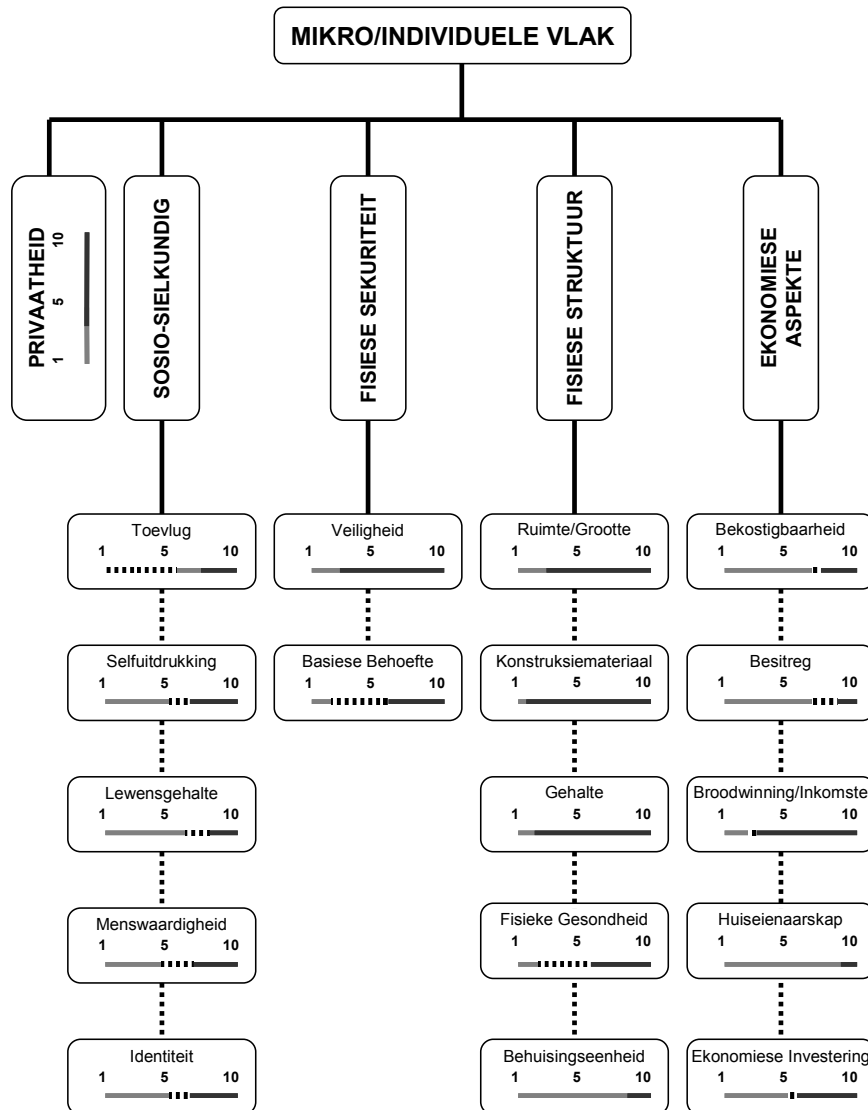 MIKRO/INDIVIDUELE VLAK
PRIVAATHEID
1 5 10
SOSIO-SIELKUNDIG
FISIESE SEKURITEIT
FISIESE STRUKTUUR
EKONOMIESE
ASPEKTE
Toevlug
1 5 10
Veiligheid
1 5 10
Ruimte/Grootte
1 5 10
Bekostigbaarheid
1 5 10
Selfuitdrukking
1 5 10
Basiese Behoefte
1 5 10
Konstruksiemateriaal
1 5 10
Besitreg
1 5 10
Lewensgehalte
1 5 10
Gehalte
1 5 10
Broodwinning/Inkomste
1 5 10
Menswaardigheid
1 5 10
Fisieke Gesondheid
1 5 10
Huiseienaarskap
1 5 10
Identiteit
1 5 10
Behuisingseenheid
1 5 10
Ekonomiese Investering
1 5 10